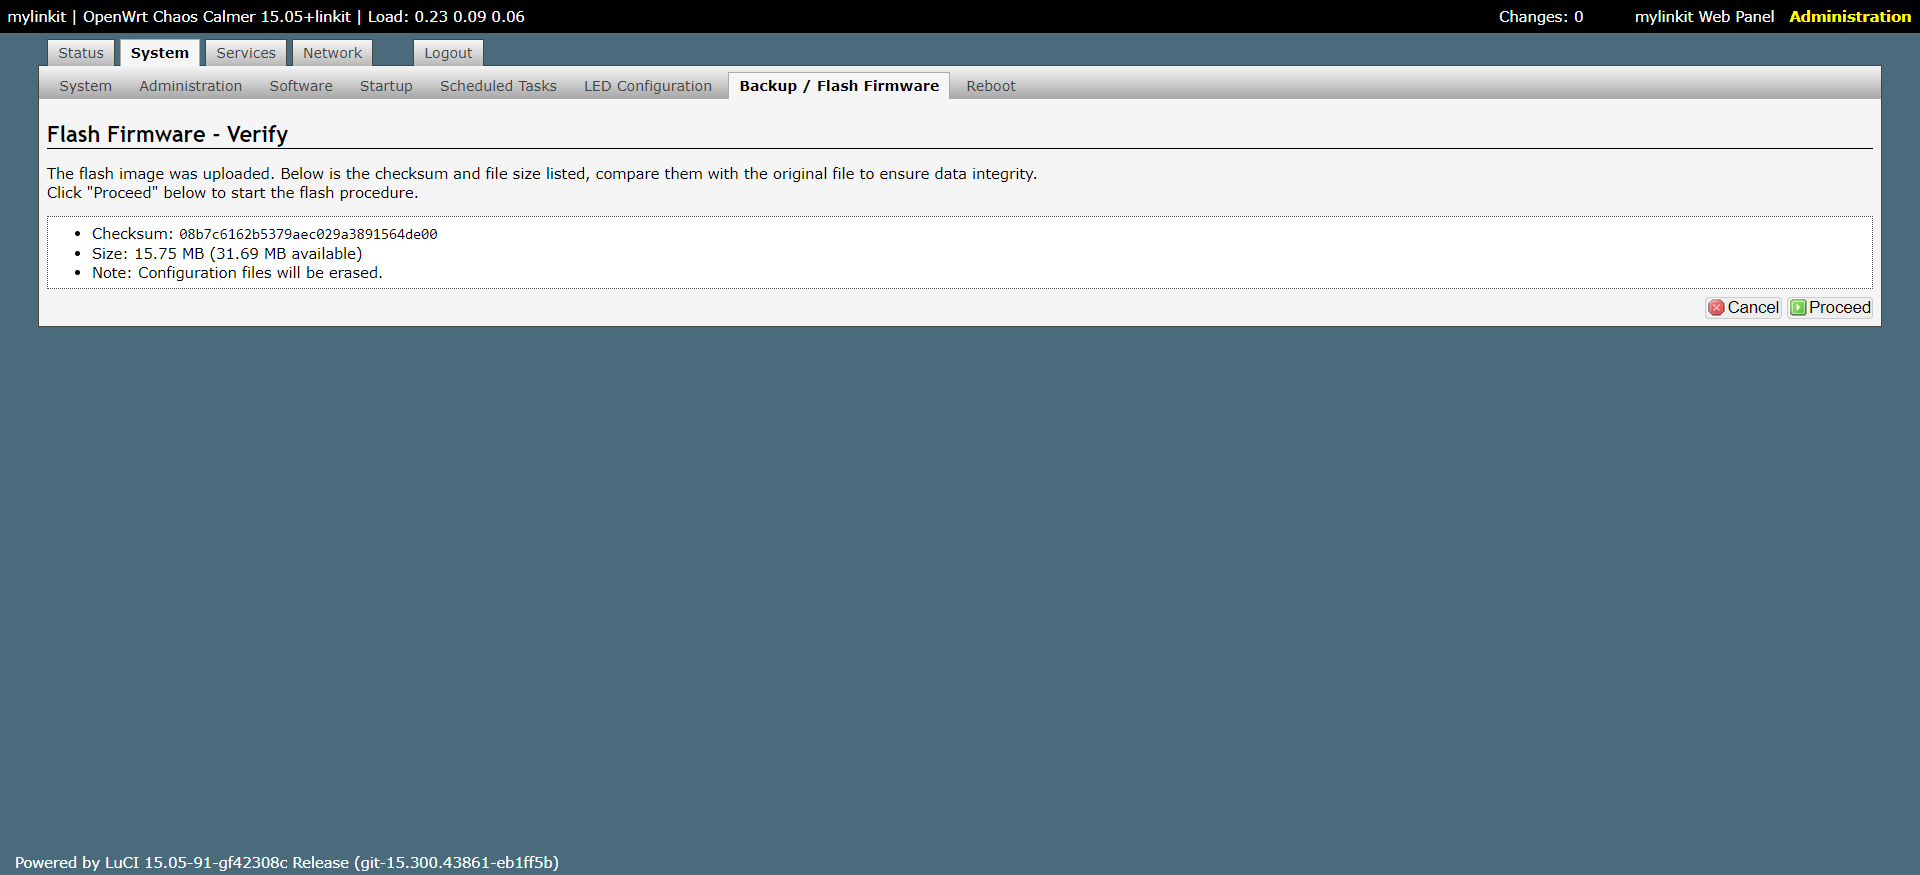 mylinkit | OpenWrt Chaos Calmer 15.05+linkit | Load: 0.23 0.09 0.06
Changes: 0 mylinkit Web Panel Administration
Status System Services Network Logout
System Administration Software Startup Scheduled Tasks LED Configuration Backup / Flash Firmware Reboot
Flash Firmware - Verify
The flash image was uploaded. Below is the checksum and file size listed, compare them with the original file to ensure data integrity.
Click "Proceed" below to start the flash procedure.
• Checksum: 08b7c6162b5379aec029a3891564de00
• Size: 15.75 MB (31.69 MB available)
• Note: Configuration files will be erased.
Cancel Proceed
Powered by LuCI 15.05-91-gf42308c Release (git-15.300.43861-eb1ff5b)